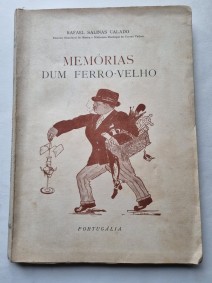 RAFAEL SALINAS CALADO
MEMÓRIAS
DUM FERRO-VELHO
PORTUGÁLIA